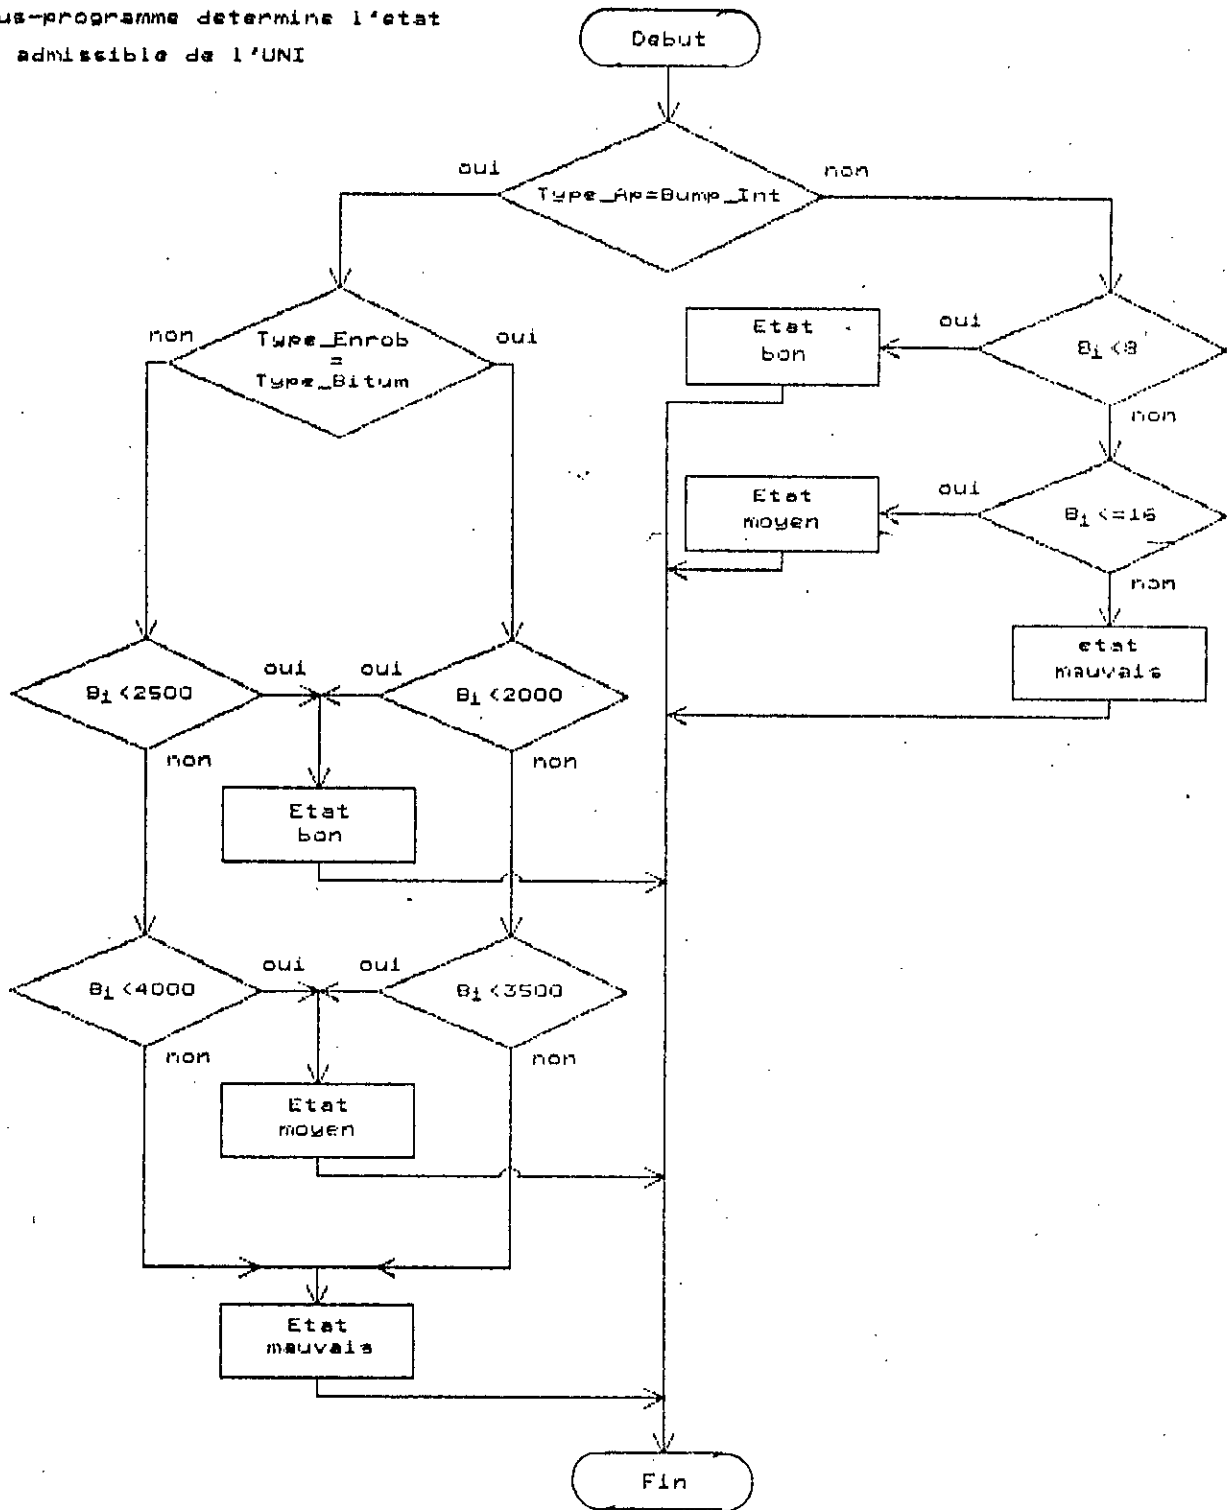 us-programme determine l'etat
admissible de l'UNI
Debut
oui
non
Type_Ap=Bump_Int
non
Type_Enrob
=
Type_Bitum
oui
Etat
bon
oui
Bi<8
non
Etat
moyen
oui
Bi<=16
non
etat
mauvais
Bi<2500
oui
oui
Bi<2000
non
non
Etat
bon
Bi<4000
oui
oui
Bi<3500
non
non
Etat
moyen
Etat
mauvais
Fin